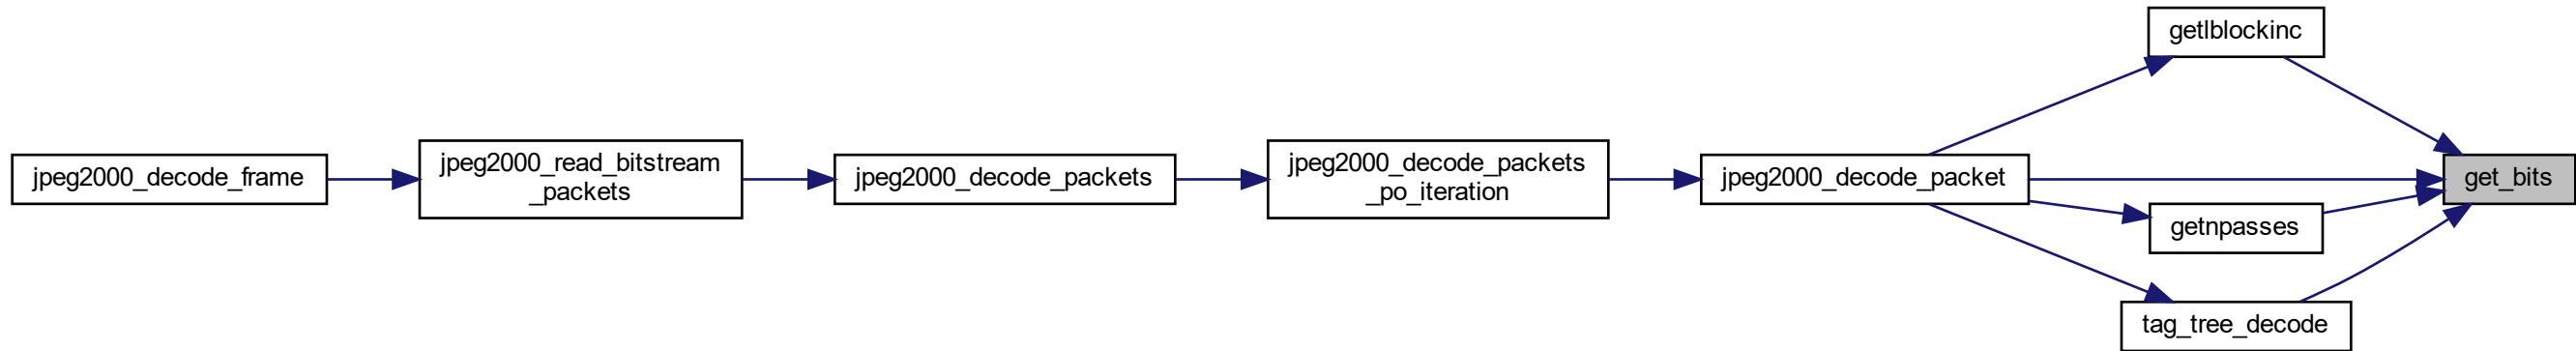 getlblockinc
jpeg2000_decode_frame
jpeg2000_read_bitstream
_packets
jpeg2000_decode_packets
jpeg2000_decode_packets
_po_iteration
jpeg2000_decode_packet
get_bits
getnpasses
tag_tree_decode